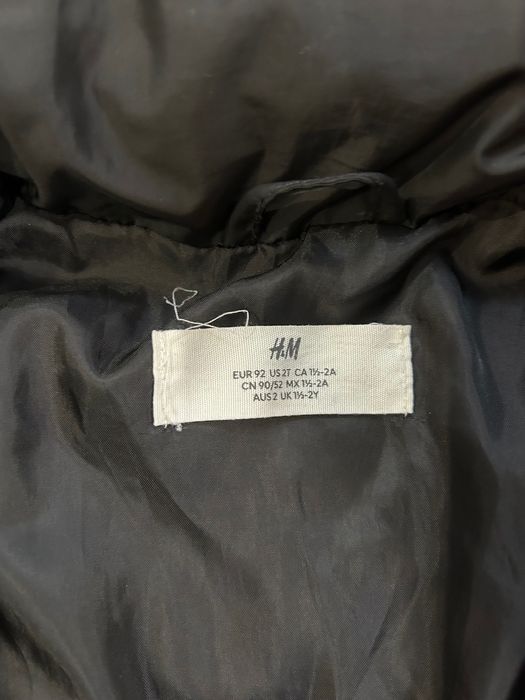 H&M
EUR 92 US 2T CA 1½-2A
CN 90/52 MX 1½-2A
AUS 2 UK 1½-2Y